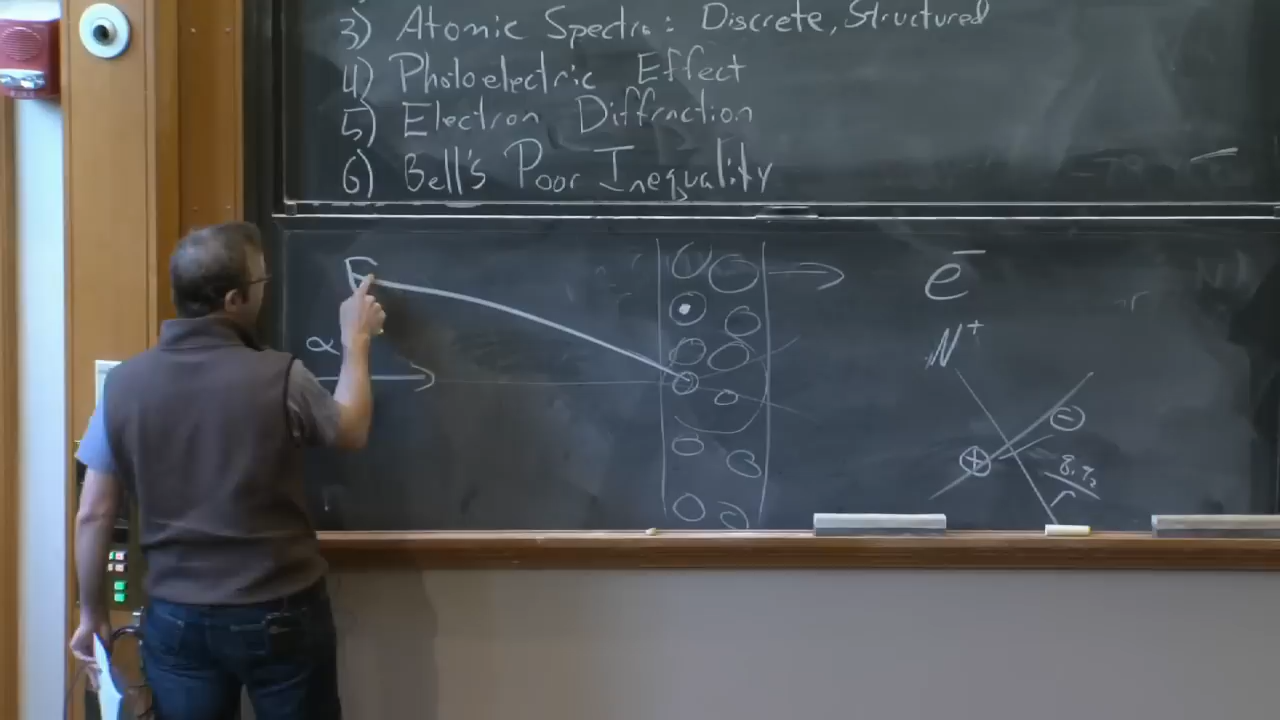 3) Atomic Spectra: Discrete, Structured
4) Photoelectric Effect
5) Electron Diffraction
6) Bell's Poor Inequality
e⁻
N⁺
α
+
−